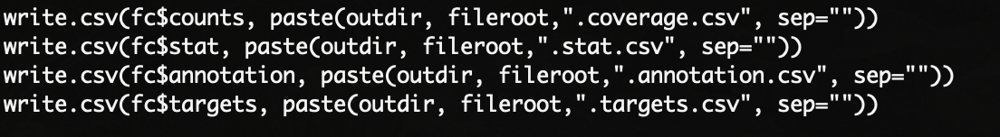 write.csv(fc$counts, paste(outdir, fileroot,".coverage.csv", sep=""))
write.csv(fc$stat, paste(outdir, fileroot,".stat.csv", sep=""))
write.csv(fc$annotation, paste(outdir, fileroot,".annotation.csv", sep=""))
write.csv(fc$targets, paste(outdir, fileroot,".targets.csv", sep=""))